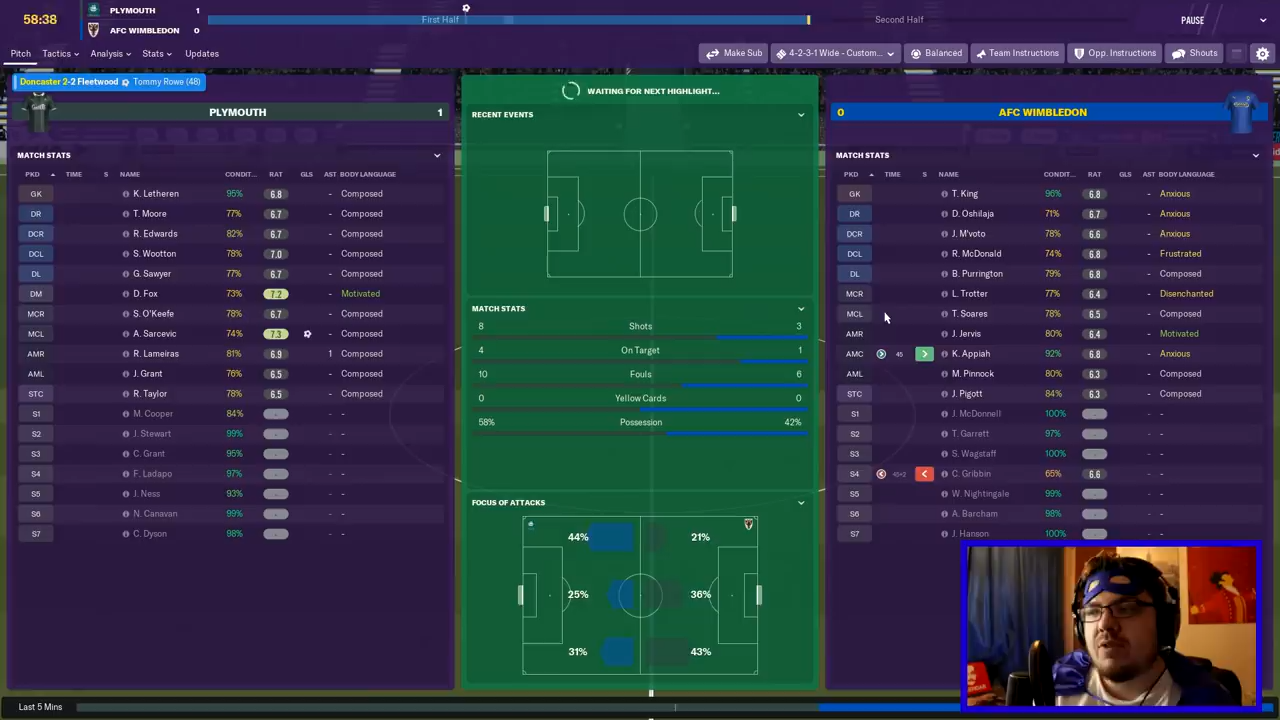 58:38
PLYMOUTH 1
AFC WIMBLEDON 0
First Half
Second Half
PAUSE
Pitch Tactics Analysis Stats Updates
Make Sub 4-2-3-1 Wide - Custom... Balanced Team Instructions Opp. Instructions Shouts
Doncaster 2-2 Fleetwood Tommy Rowe (48)
PLYMOUTH 1
MATCH STATS
PKD TIME S NAME CONDIT... RAT GLS AST BODY LANGUAGE
GK K. Letheren 95% 6.8 - Composed
DR T. Moore 77% 6.7 - Composed
DCR R. Edwards 82% 6.7 - Composed
DCL S. Wootton 78% 7.0 - Composed
DL G. Sawyer 77% 6.7 - Composed
DM D. Fox 73% 7.2 - Motivated
MCR S. O'Keefe 78% 6.7 - Composed
MCL A. Sarcevic 74% 7.3 - Composed
AMR R. Lameiras 81% 6.9 1 Composed
AML J. Grant 76% 6.5 - Composed
STC R. Taylor 78% 6.5 - Composed
S1 M. Cooper 84% - - -
S2 J. Stewart 99% - - -
S3 C. Grant 95% - - -
S4 F. Ladapo 97% - - -
S5 J. Ness 93% - - -
S6 N. Canavan 99% - - -
S7 C. Dyson 98% - - -
WAITING FOR NEXT HIGHLIGHT...
RECENT EVENTS
MATCH STATS
8 Shots 3
4 On Target 1
10 Fouls 6
0 Yellow Cards 0
58% Possession 42%
FOCUS OF ATTACKS
44% 21%
25% 36%
31% 43%
0 AFC WIMBLEDON
MATCH STATS
PKD TIME S NAME CONDIT... RAT GLS AST BODY LANGUAGE
GK T. King 96% 6.8 - Anxious
DR D. Oshilaja 71% 6.7 - Anxious
DCR J. M'voto 78% 6.6 - Anxious
DCL R. McDonald 74% 6.8 - Frustrated
DL B. Purrington 79% 6.8 - Composed
MCR L. Trotter 77% 6.4 - Disenchanted
MCL T. Soares 78% 6.5 - Composed
AMR J. Jervis 80% 6.4 - Motivated
AMC 45 K. Appiah 92% 6.8 - Anxious
AML M. Pinnock 80% 6.3 - Composed
STC J. Pigott 84% 6.3 - Composed
S1 J. McDonnell 100% - - -
S2 T. Garrett 97% - - -
S3 S. Wagstaff 100% - - -
S4 45+2 C. Gribbin 65% 6.6 - -
S5 W. Nightingale 99% - - -
S6 A. Barcham 98% - - -
S7 J. Hanson 100% - - -
Last 5 Mins